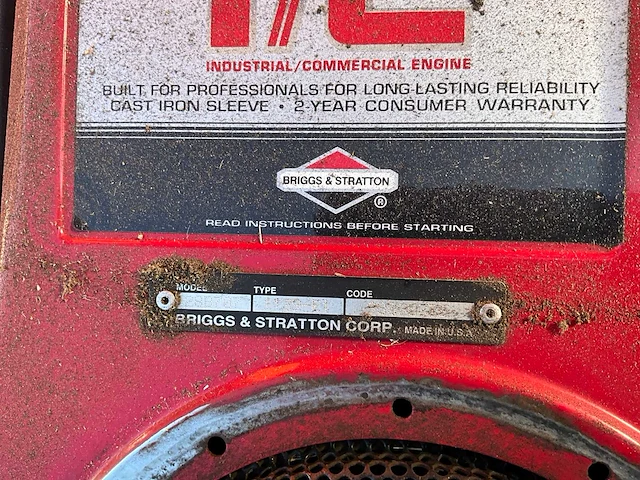 I/C
INDUSTRIAL/COMMERCIAL ENGINE
BUILT FOR PROFESSIONALS FOR LONG-LASTING RELIABILITY
CAST IRON SLEEVE • 2-YEAR CONSUMER WARRANTY
BRIGGS & STRATTON
®
READ INSTRUCTIONS BEFORE STARTING
MODEL TYPE CODE
BRIGGS & STRATTON CORP. MADE IN U.S.A.